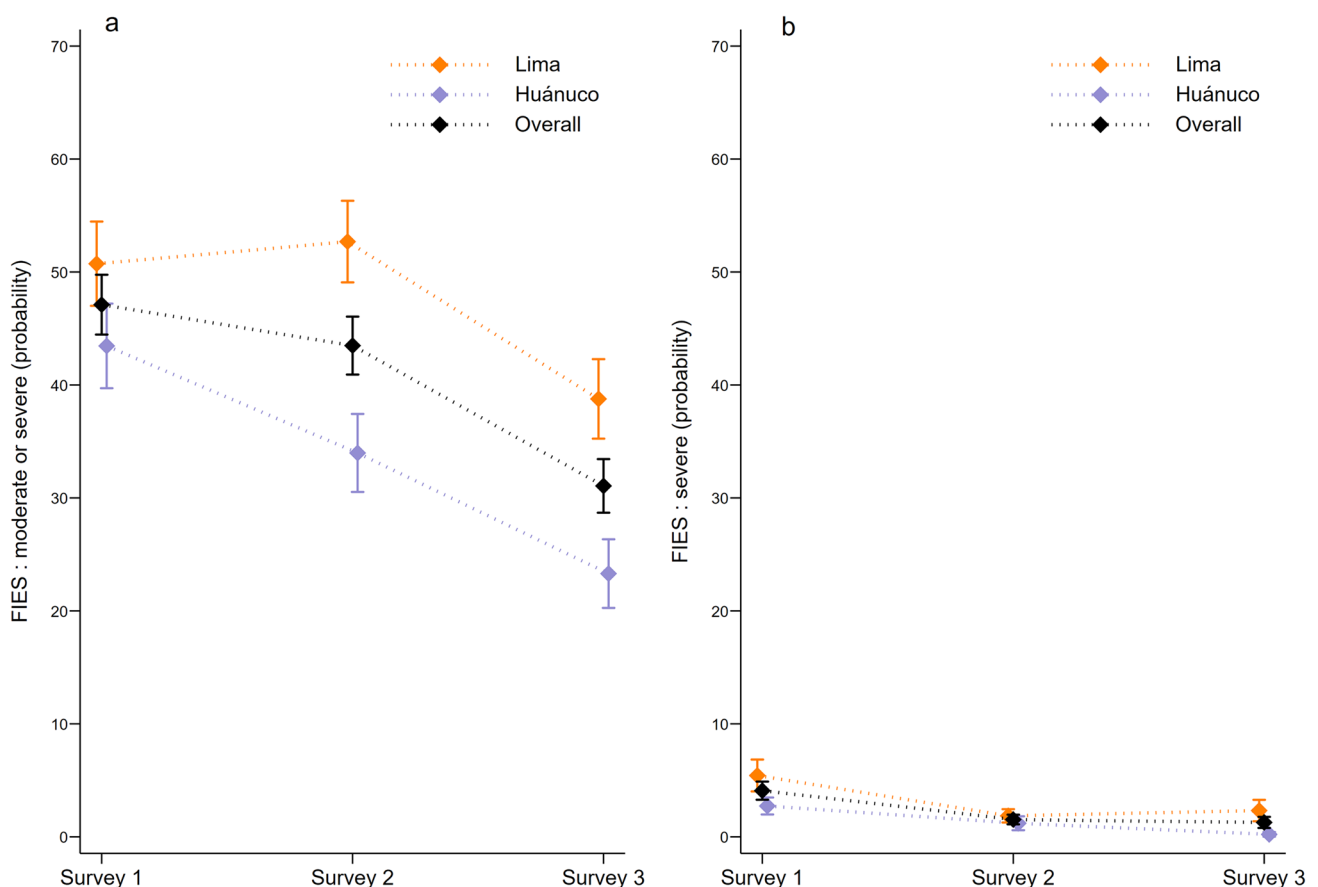 a
70
60
50
40
30
20
10
0
FIES : moderate or severe (probability)
Lima
Huánuco
Overall
Survey 1
Survey 2
Survey 3
b
70
60
50
40
30
20
10
0
FIES : severe (probability)
Lima
Huánuco
Overall
Survey 1
Survey 2
Survey 3